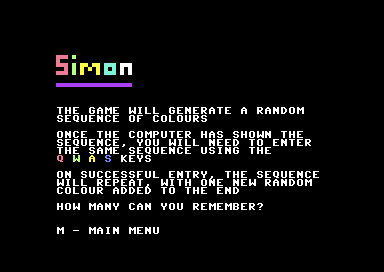 Simon
THE GAME WILL GENERATE A RANDOM
SEQUENCE OF COLOURS
ONCE THE COMPUTER HAS SHOWN THE
SEQUENCE, YOU WILL NEED TO ENTER
THE SAME SEQUENCE USING THE
Q W A S KEYS
ON SUCCESSFUL ENTRY, THE SEQUENCE
WILL REPEAT, WITH ONE NEW RANDOM
COLOUR ADDED TO THE END
HOW MANY CAN YOU REMEMBER?
M - MAIN MENU